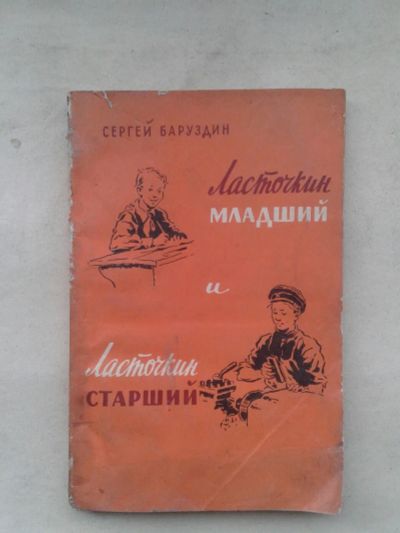 СЕРГЕЙ БАРУЗДИН
Ласточкин
МЛАДШИЙ
и
Ласточкин
СТАРШИЙ